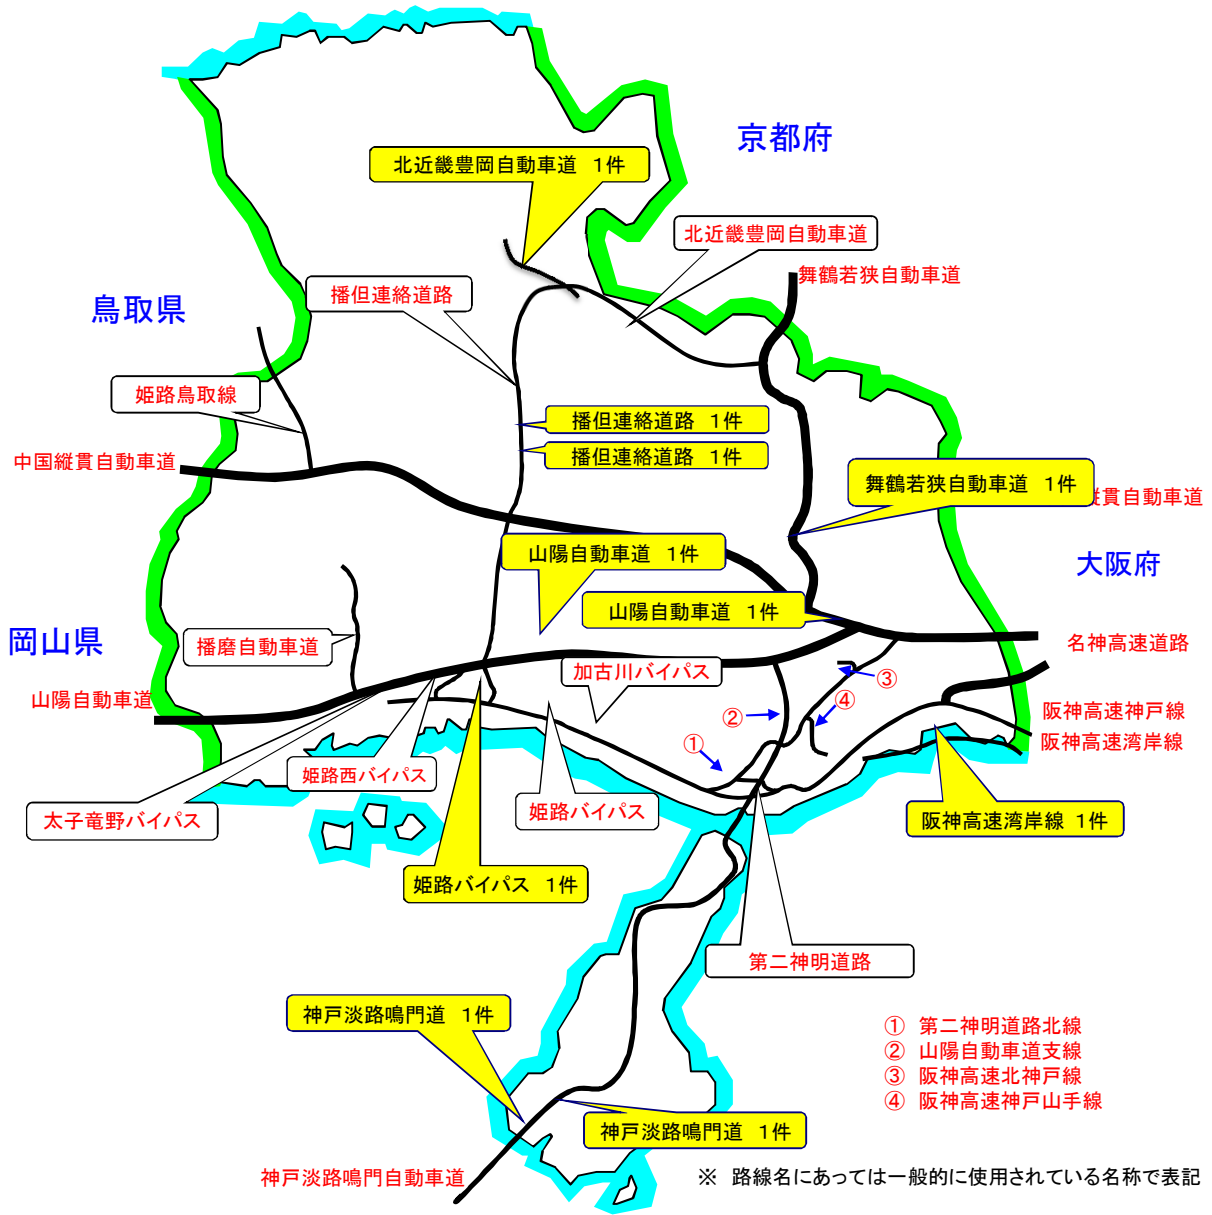 京都府
北近畿豊岡自動車道　1件
北近畿豊岡自動車道
舞鶴若狭自動車道
播但連絡道路
鳥取県
姫路鳥取線
播但連絡道路　1件
播但連絡道路　1件
中国縦貫自動車道
舞鶴若狭自動車道　1件
縦貫自動車道
山陽自動車道　1件
大阪府
山陽自動車道　1件
岡山県
播磨自動車道
名神高速道路
加古川バイパス
③
山陽自動車道
④
②
阪神高速神戸線
①
阪神高速湾岸線
姫路西バイパス
姫路バイパス
太子竜野バイパス
阪神高速湾岸線 1件
姫路バイパス　1件
第二神明道路
神戸淡路鳴門道　1件
① 第二神明道路北線
② 山陽自動車道支線
③ 阪神高速北神戸線
④ 阪神高速神戸山手線
神戸淡路鳴門道　1件
神戸淡路鳴門自動車道
※　路線名にあっては一般的に使用されている名称で表記